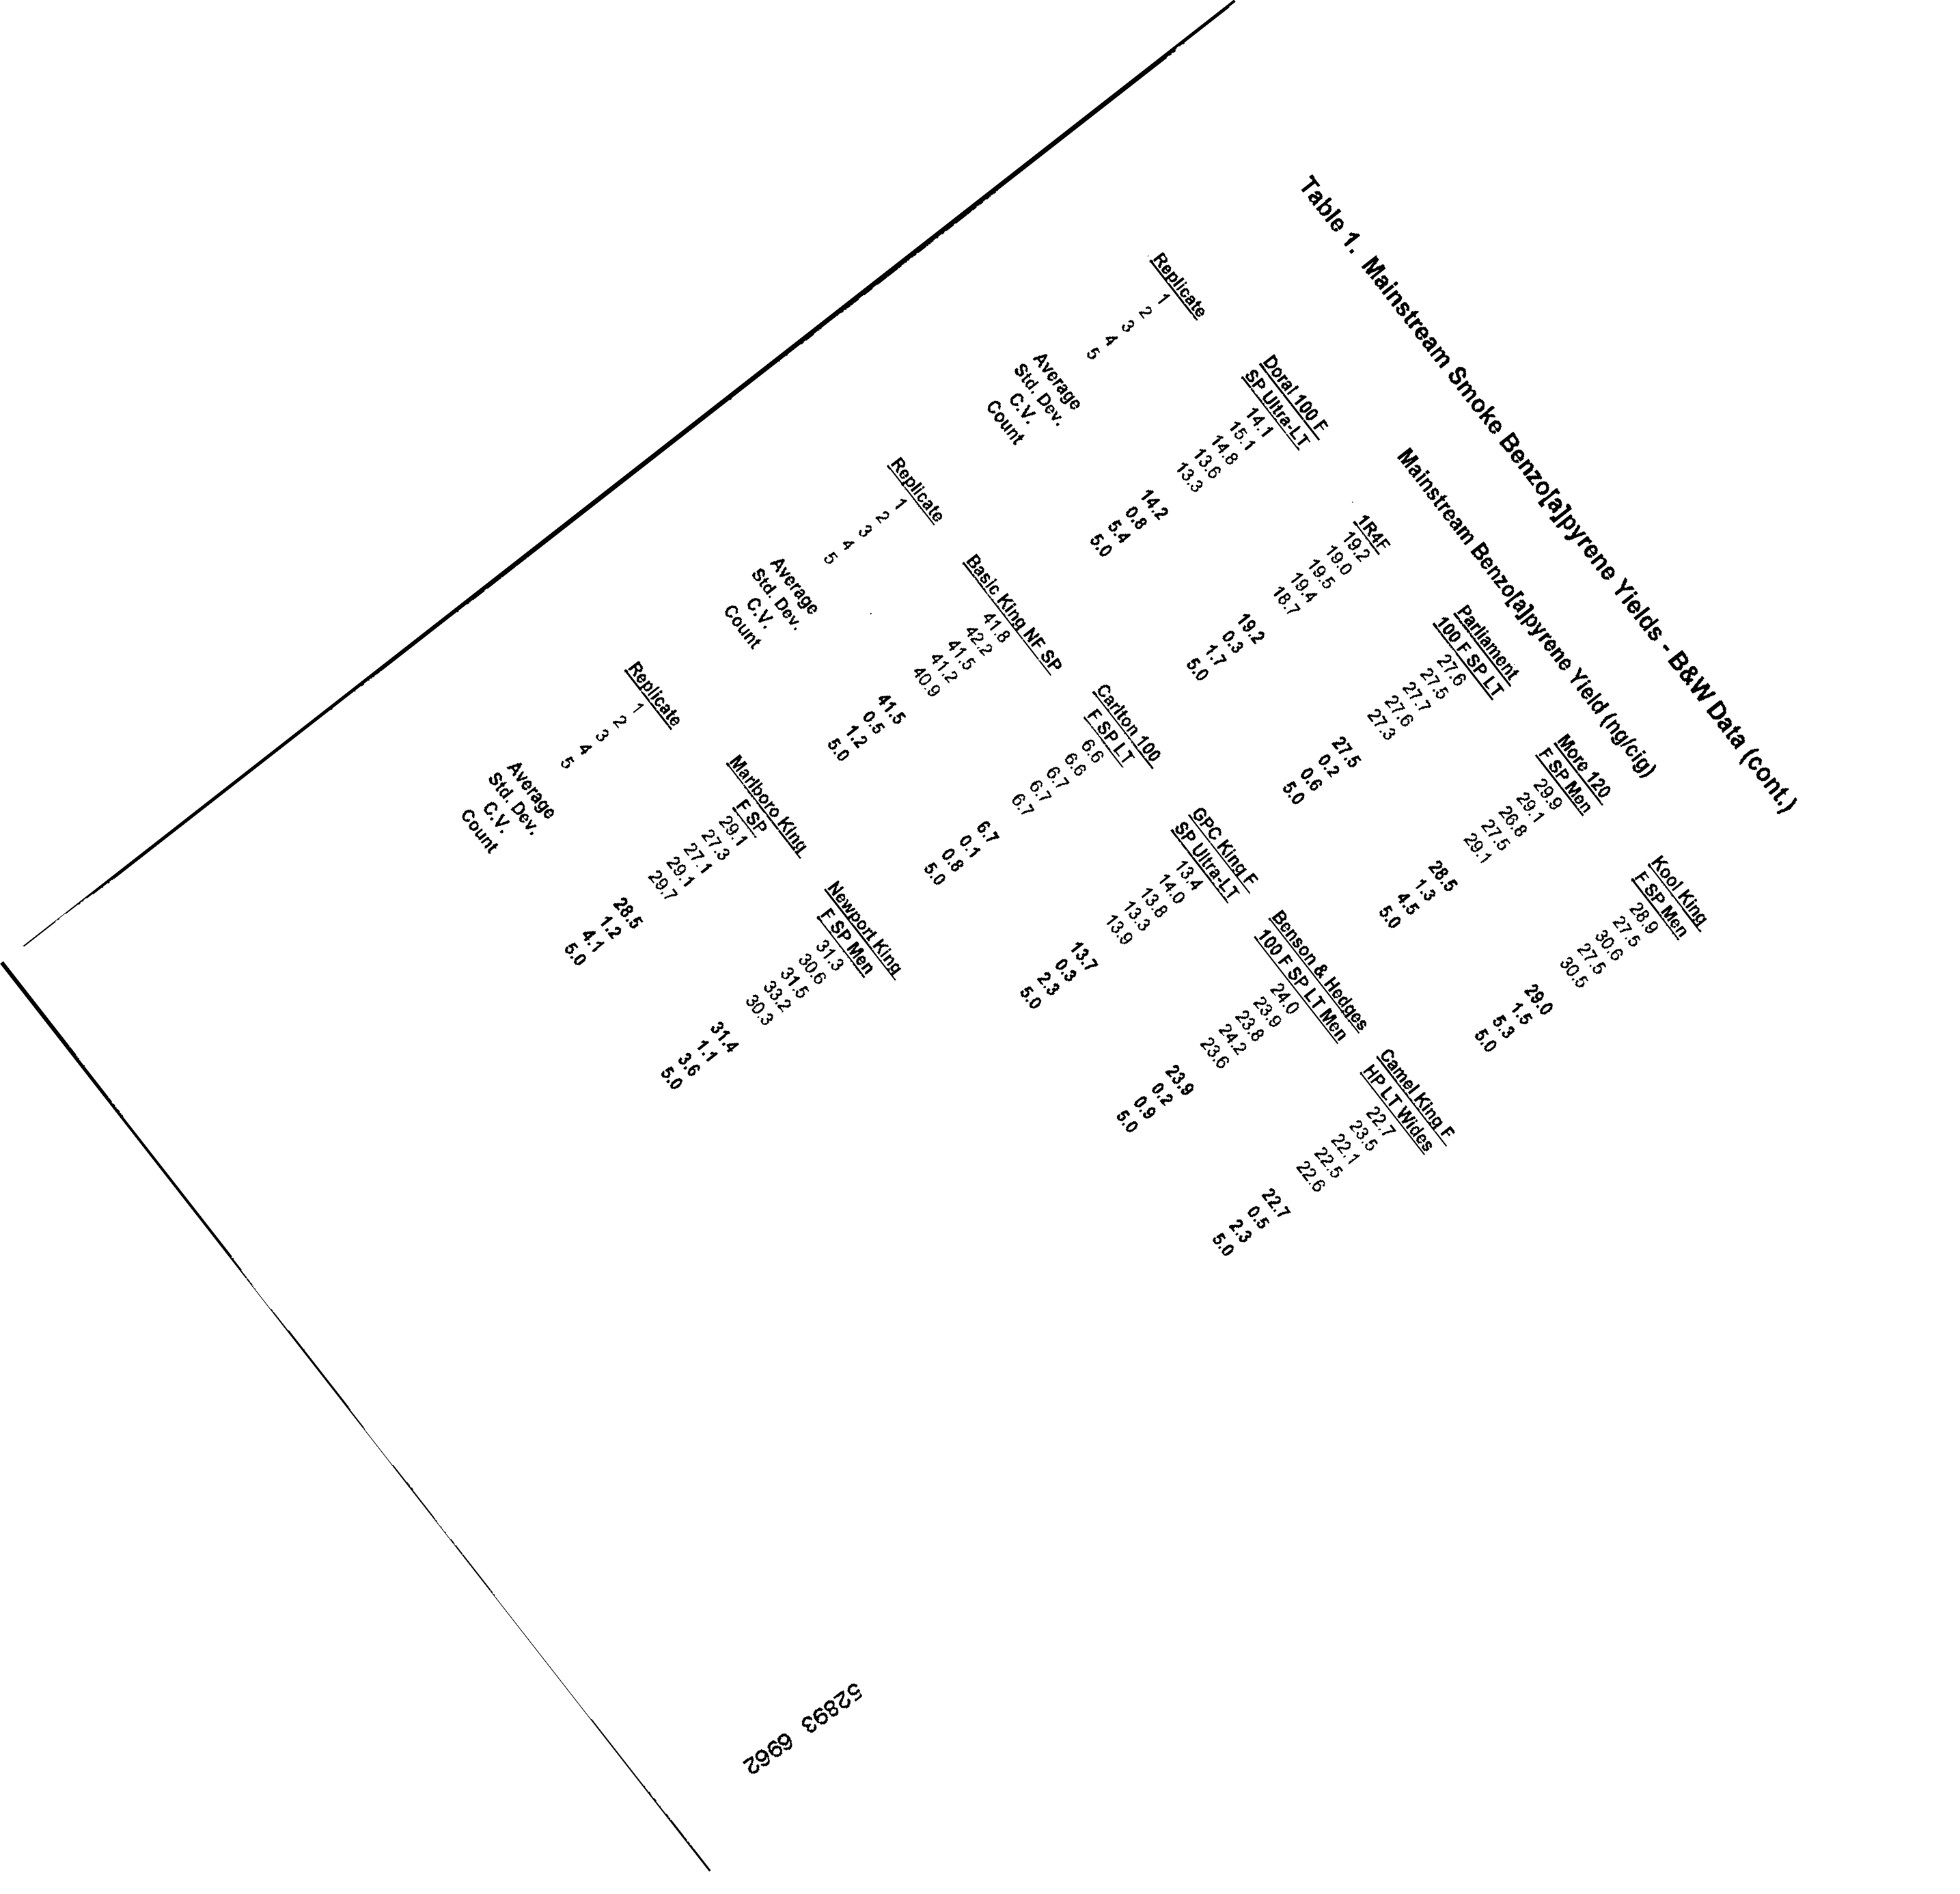 Table 1. Mainstream Smoke Benzo[a]pyrene Yields - B&W Data (cont.)
Mainstream Benzo[a]pyrene Yield (ng/cig)
Doral 100 F Parliament More 120 Kool King
Replicate SP Ultra-LT 1R4F 100 F SP LT F SP Men F SP Men
1 14.1 19.2 27.6 29.9 28.9
2 15.1 19.0 27.5 29.1 27.5
3 14.8 19.5 27.7 26.8 30.6
4 13.6 19.4 27.6 27.5 27.5
5 13.3 18.7 27.3 29.1 30.5
Average 14.2 19.2 27.5 28.5 29.0
Std. Dev. 0.8 0.3 0.2 1.3 1.5
C.V. 5.4 1.7 0.6 4.5 5.3
Count 5.0 5.0 5.0 5.0 5.0
Carlton 100 GPC King F Benson & Hedges Camel King F
Replicate Basic King NF SP F SP LT SP Ultra-LT 100 F SP LT Men HP LT Wides
1 41.8 6.6 13.4 24.0 22.7
2 42.2 6.6 14.0 23.9 23.5
3 41.5 6.7 13.8 23.8 22.1
4 41.2 6.7 13.3 24.2 22.5
5 40.9 6.7 13.9 23.6 22.6
Average 41.5 6.7 13.7 23.9 22.7
Std. Dev. 0.5 0.1 0.3 0.2 0.5
C.V. 1.2 0.8 2.3 0.9 2.3
Count 5.0 5.0 5.0 5.0 5.0
Marlboro King Newport King
Replicate F SP F SP Men
1 29.1 31.3
2 27.3 30.6
3 27.1 31.5
4 29.1 33.2
5 29.7 30.3
Average 28.5 31.4
Std. Dev. 1.2 1.1
C.V. 4.1 3.6
Count 5.0 5.0
52893 6962